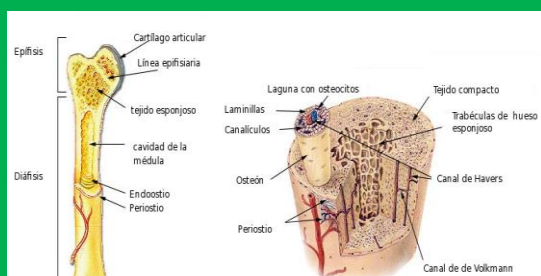 Epífisis
Cartílago articular
Línea epifisiaria
tejido esponjoso
Diáfisis
cavidad de la
médula
Endoostio
Periostio
Laguna con osteocitos
Laminillas
Canalículos
Osteón
Periostio
Tejido compacto
Trabéculas de hueso
esponjoso
Canal de Havers
Canal de de Volkmann